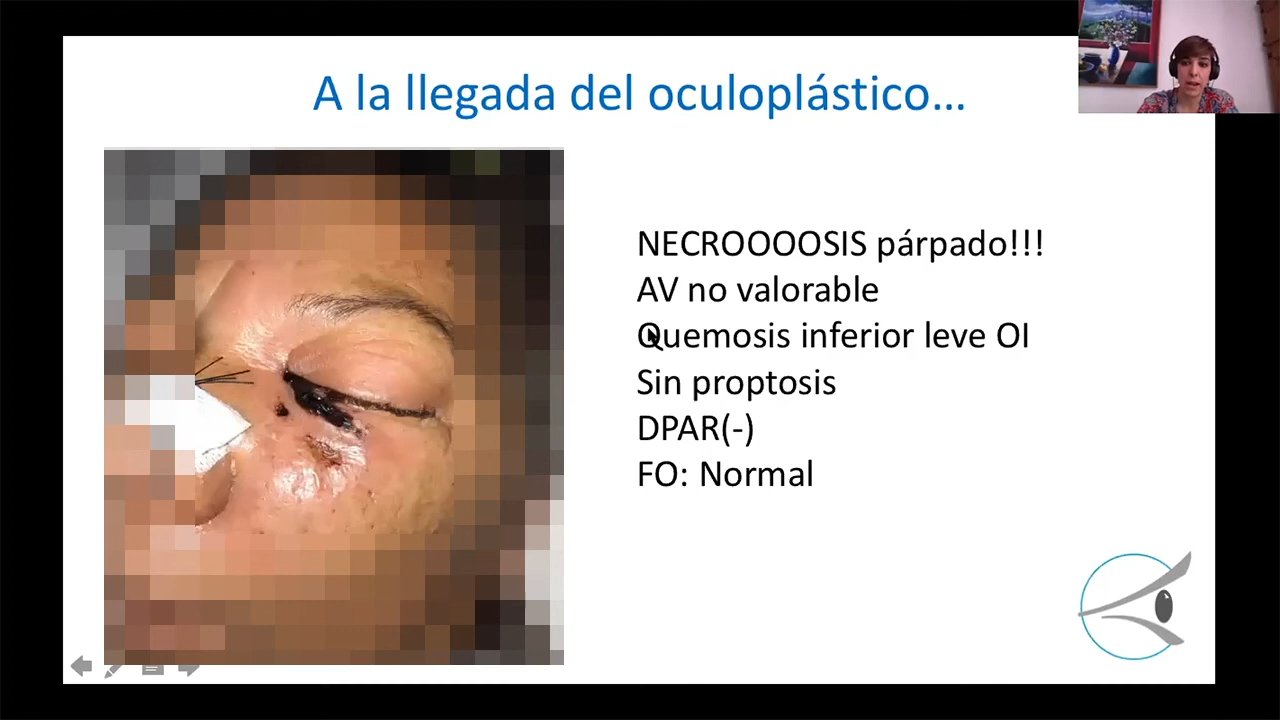 A la llegada del oculoplástico...
NECROOOOSIS párpado!!!
AV no valorable
Quemosis inferior leve OI
Sin proptosis
DPAR(-)
FO: Normal